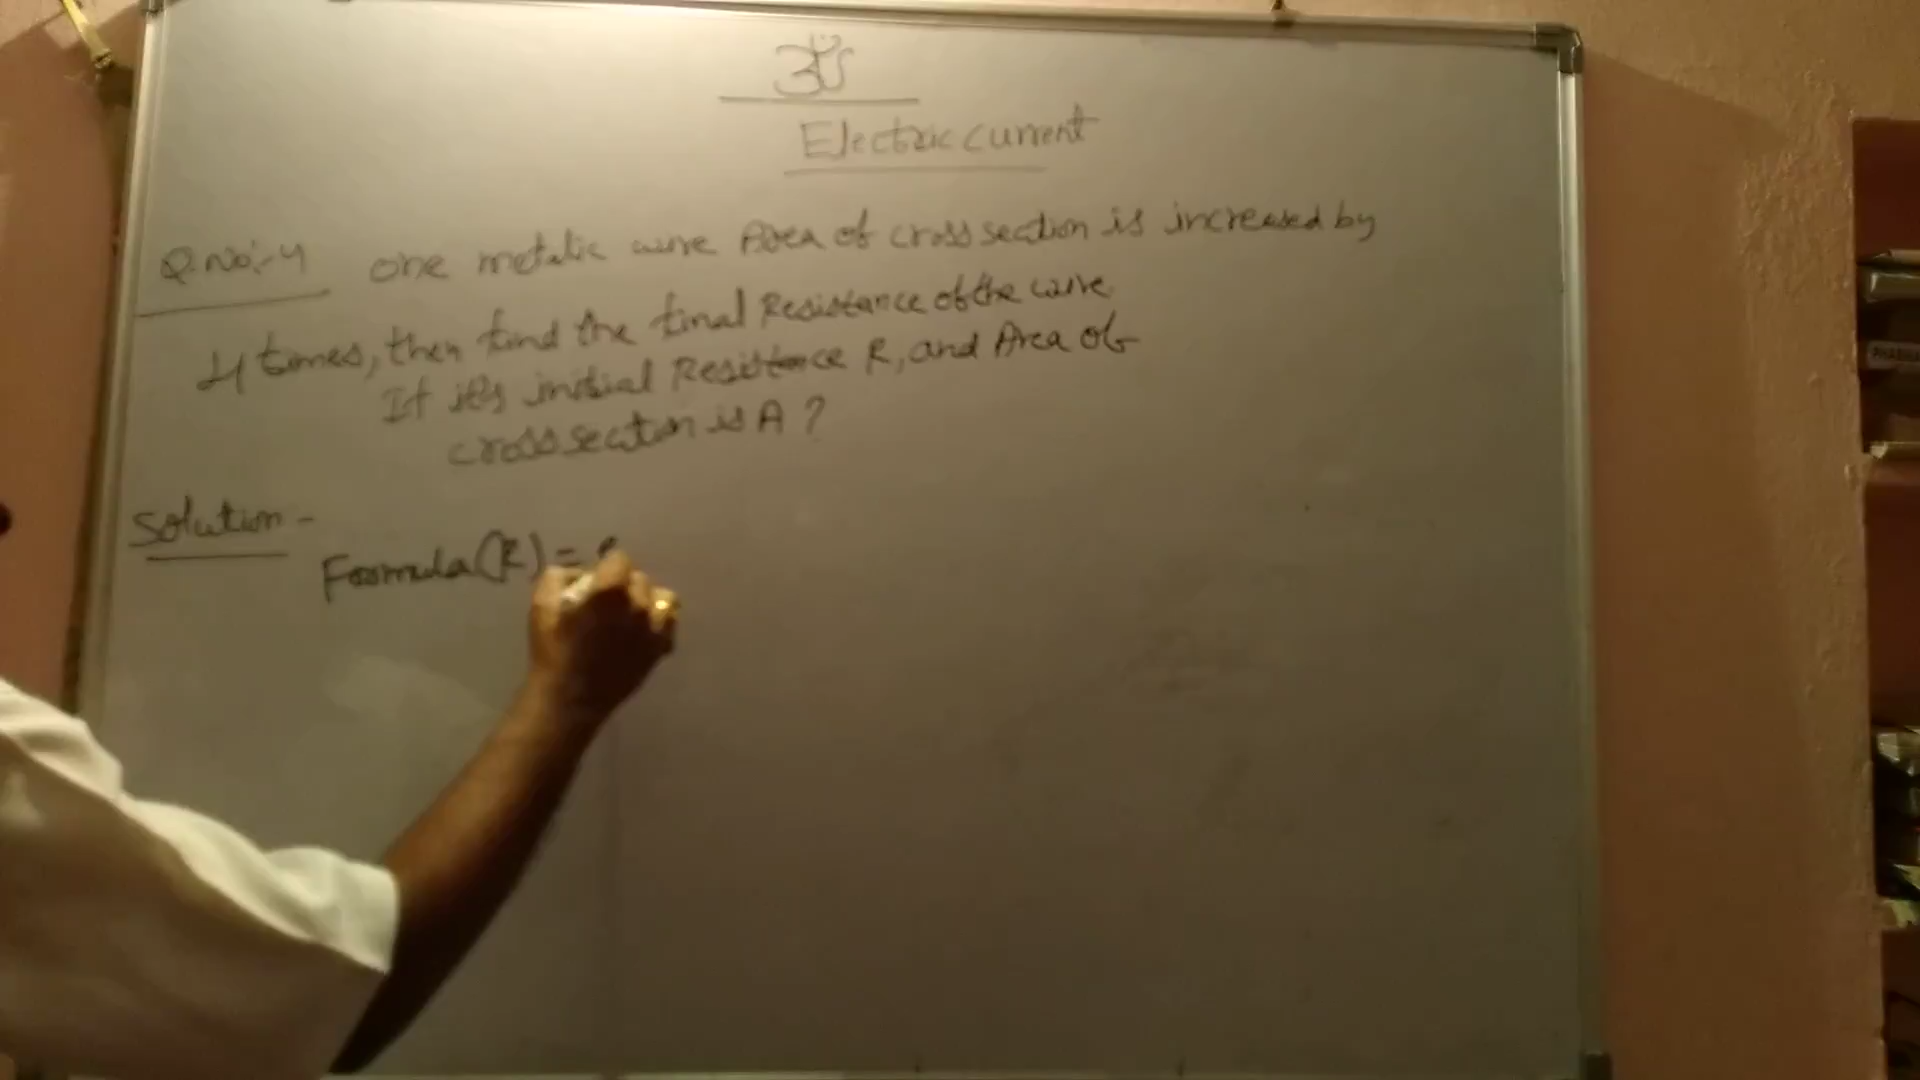 ॐ
Electric current
Q.No:-4 one metalic wire Area of cross section is increased by
4 times, then find the final Resistance of the wire.
If it's initial Resistance R, and Area of
cross section is A ?
Solution -
Formula (R) =